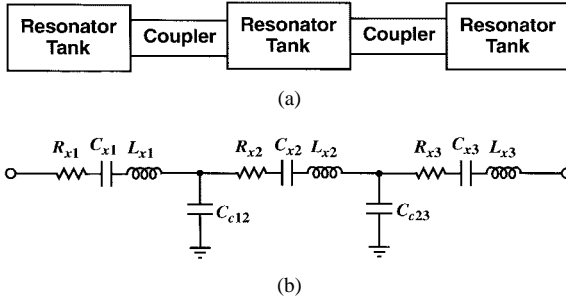 Resonator Tank
Coupler
Resonator Tank
Coupler
Resonator Tank
(a)
Rx1 Cx1 Lx1 Rx2 Cx2 Lx2 Rx3 Cx3 Lx3
Cc12 Cc23
(b)